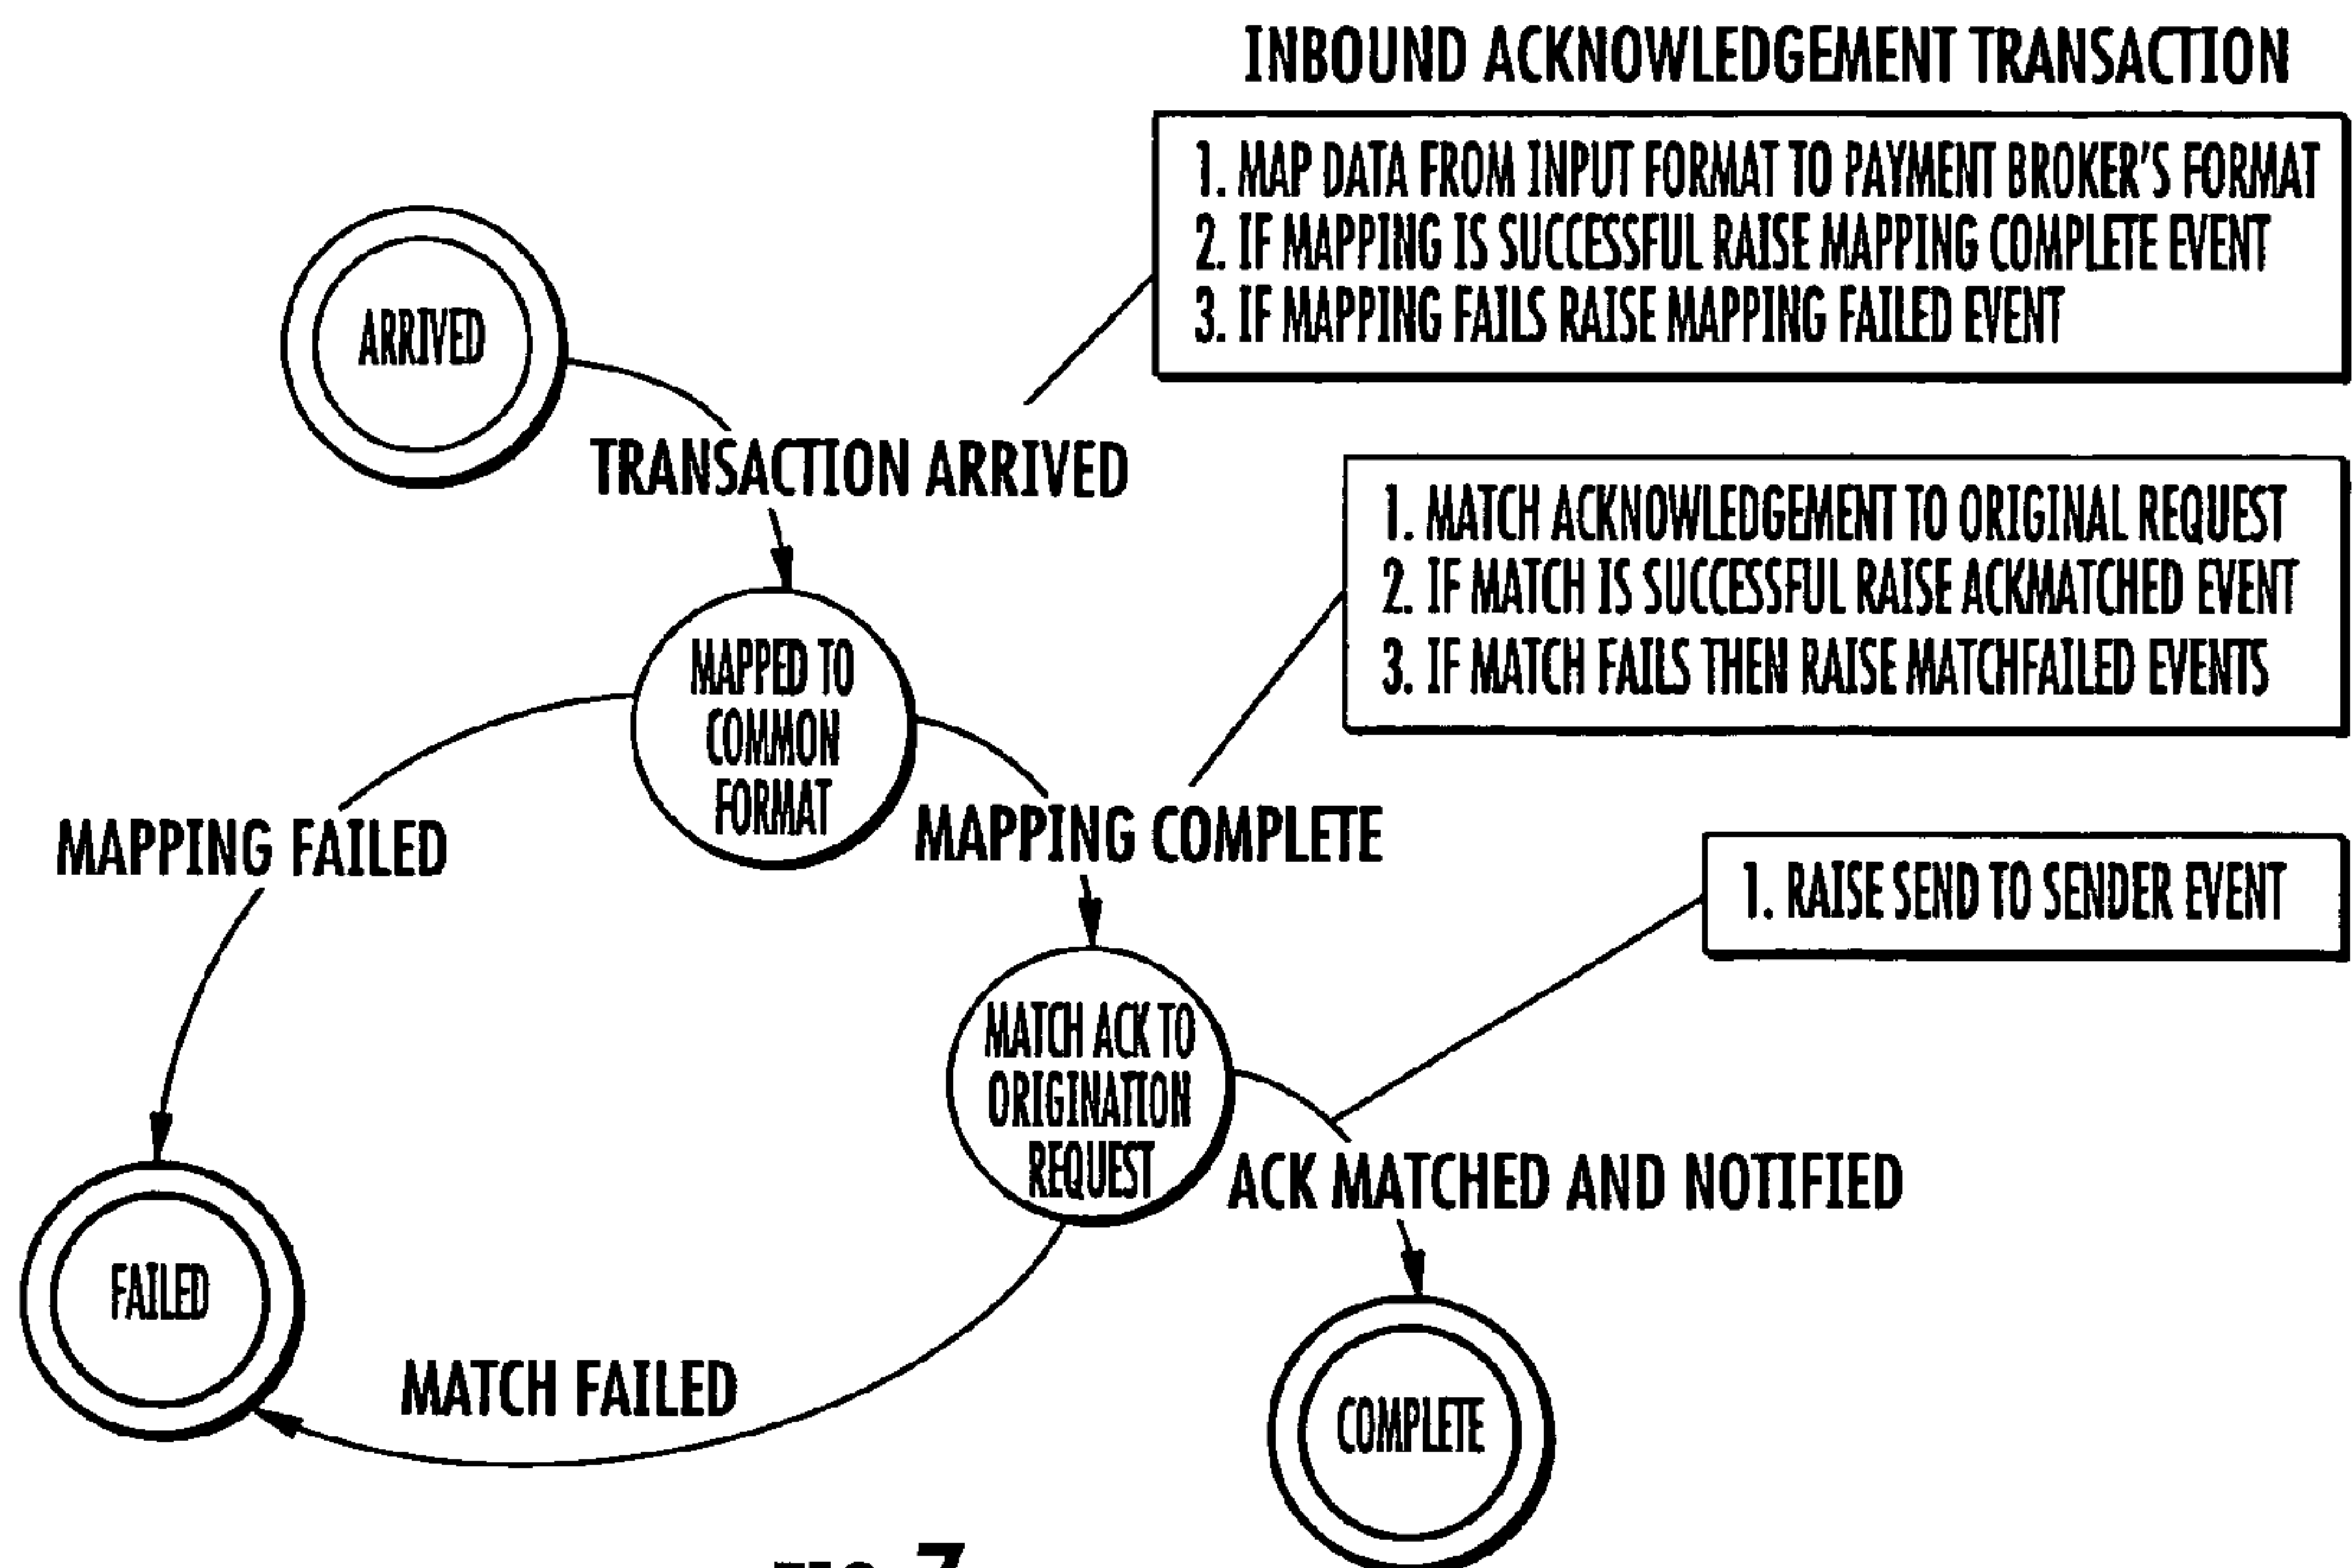 INBOUND ACKNOWLEDGEMENT TRANSACTION
1. MAP DATA FROM INPUT FORMAT TO PAYMENT BROKER'S FORMAT
2. IF MAPPING IS SUCCESSFUL RAISE MAPPING COMPLETE EVENT
3. IF MAPPING FAILS RAISE MAPPING FAILED EVENT
ARRIVED
TRANSACTION ARRIVED
1. MATCH ACKNOWLEDGEMENT TO ORIGINAL REQUEST
2. IF MATCH IS SUCCESSFUL RAISE ACKMATCHED EVENT
3. IF MATCH FAILS THEN RAISE MATCHFAILED EVENTS
MAPPED TO
COMMON
FORMAT
MAPPING FAILED
MAPPING COMPLETE
1. RAISE SEND TO SENDER EVENT
MATCH ACK TO
ORIGINATION
REQUEST
ACK MATCHED AND NOTIFIED
FAILED
MATCH FAILED
COMPLETE
7